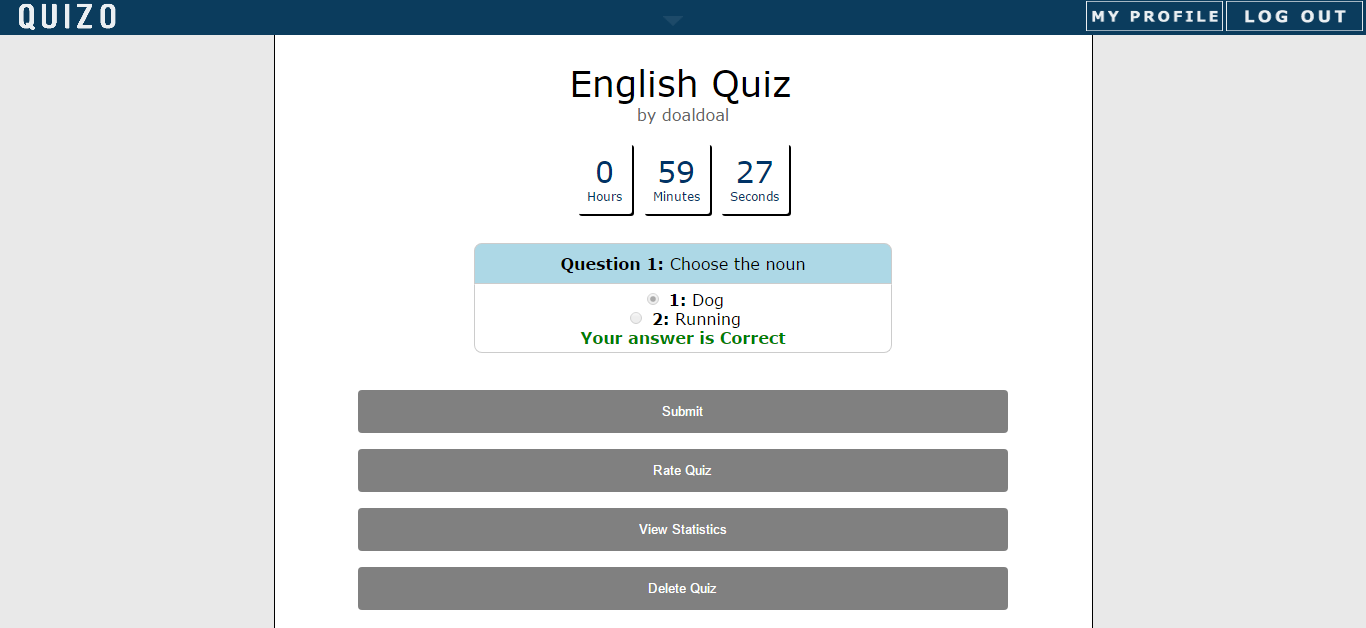 QUIZO
MY PROFILE
LOG OUT
English Quiz
by doaldoal
0 59 27
Hours Minutes Seconds
Question 1: Choose the noun
1: Dog
2: Running
Your answer is Correct
Submit
Rate Quiz
View Statistics
Delete Quiz